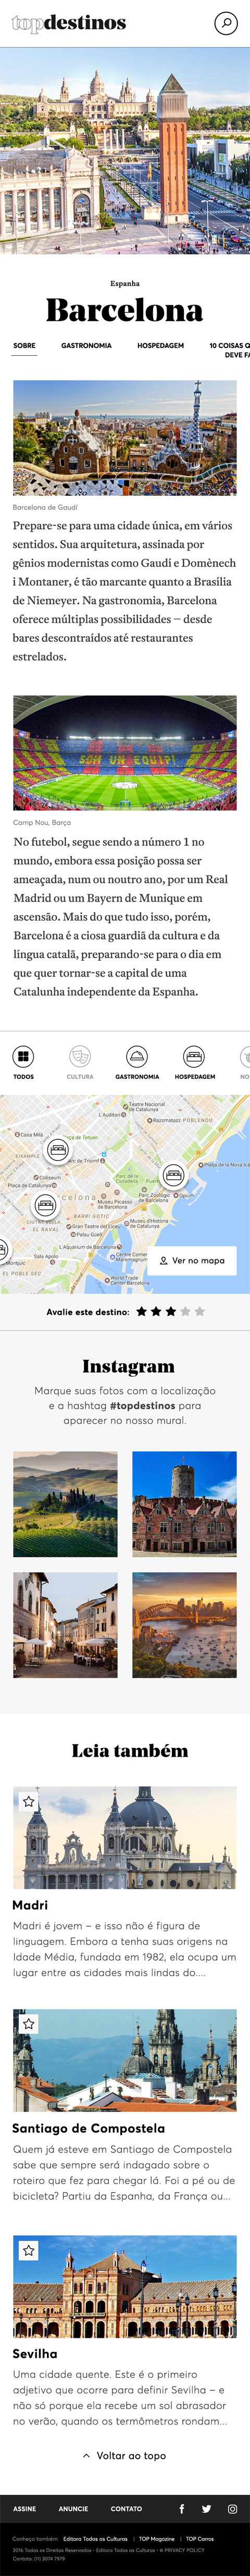 topdestinos
Espanha
Barcelona
SOBRE
GASTRONOMIA
HOSPEDAGEM
10 COISAS Q
DEVE FA
Barcelona de Gaudí
Prepare-se para uma cidade única, em vários
sentidos. Sua arquitetura, assinada por
gênios modernistas como Gaudí e Domènech
i Montaner, é tão marcante quanto a Brasília
de Niemeyer. Na gastronomia, Barcelona
oferece múltiplas possibilidades – desde
bares descontraídos até restaurantes
estrelados.
SOM UN EQUIP!
Camp Nou, Barça
No futebol, segue sendo a número 1 no
mundo, embora essa posição possa ser
ameaçada, num ou noutro ano, por um Real
Madrid ou um Bayern de Munique em
ascensão. Mais do que tudo isso, porém,
Barcelona é a ciosa guardiã da cultura e da
língua catalã, preparando-se para o dia em
que quer tornar-se a capital de uma
Catalunha independente da Espanha.
TODOS
CULTURA
GASTRONOMIA
HOSPEDAGEM
NO
Teatre Nacional
de Catalunya
L'Auditori
Razzmatazz
POBLENOU
Casa Milà
EIXAMPLE
Coliseum
Plaça de Catalunya
Platja de la Nova Ica
Parc de la
Ciutadella
Museu Picasso
Parc Zoològic
Parc de
Barcelona
Opium
CIUTAT VELLA
EL RAVAL
Gran Teatre del Liceu
Museu d'Història
de Catalunya
Palau Güell
L'Aquàrium de Barcelona
Sala Apolo
Centre Comercial
Maremagnum
EL POBLE SEC
World Trade
Center Barcelona
Ver no mapa
Avalie este destino:
Instagram
Marque suas fotos com a localização
e a hashtag #topdestinos para
aparecer no nosso mural.
Leia também
Madri
Madri é jovem – e isso não é figura de
linguagem. Embora a tenha suas origens na
Idade Média, fundada em 1982, ela ocupa um
lugar entre as cidades mais lindas do....
Santiago de Compostela
Quem já esteve em Santiago de Compostela
sabe que sempre será indagado sobre o
roteiro que fez para chegar lá. Foi a pé ou de
bicicleta? Partiu da Espanha, da França ou...
Sevilha
Uma cidade quente. Este é o primeiro
adjetivo que ocorre para definir Sevilha – e
não só porque ela recebe um sol abrasador
no verão, quando os termômetros rondam...
Voltar ao topo
ASSINE
ANUNCIE
CONTATO
Conheça também: Editora Todas as Culturas | TOP Magazine | TOP Carros
2016 Todos os Direitos Reservados - Editora Todas as Culturas - # PRIVACY POLICY
Contato: (11) 3074 7979